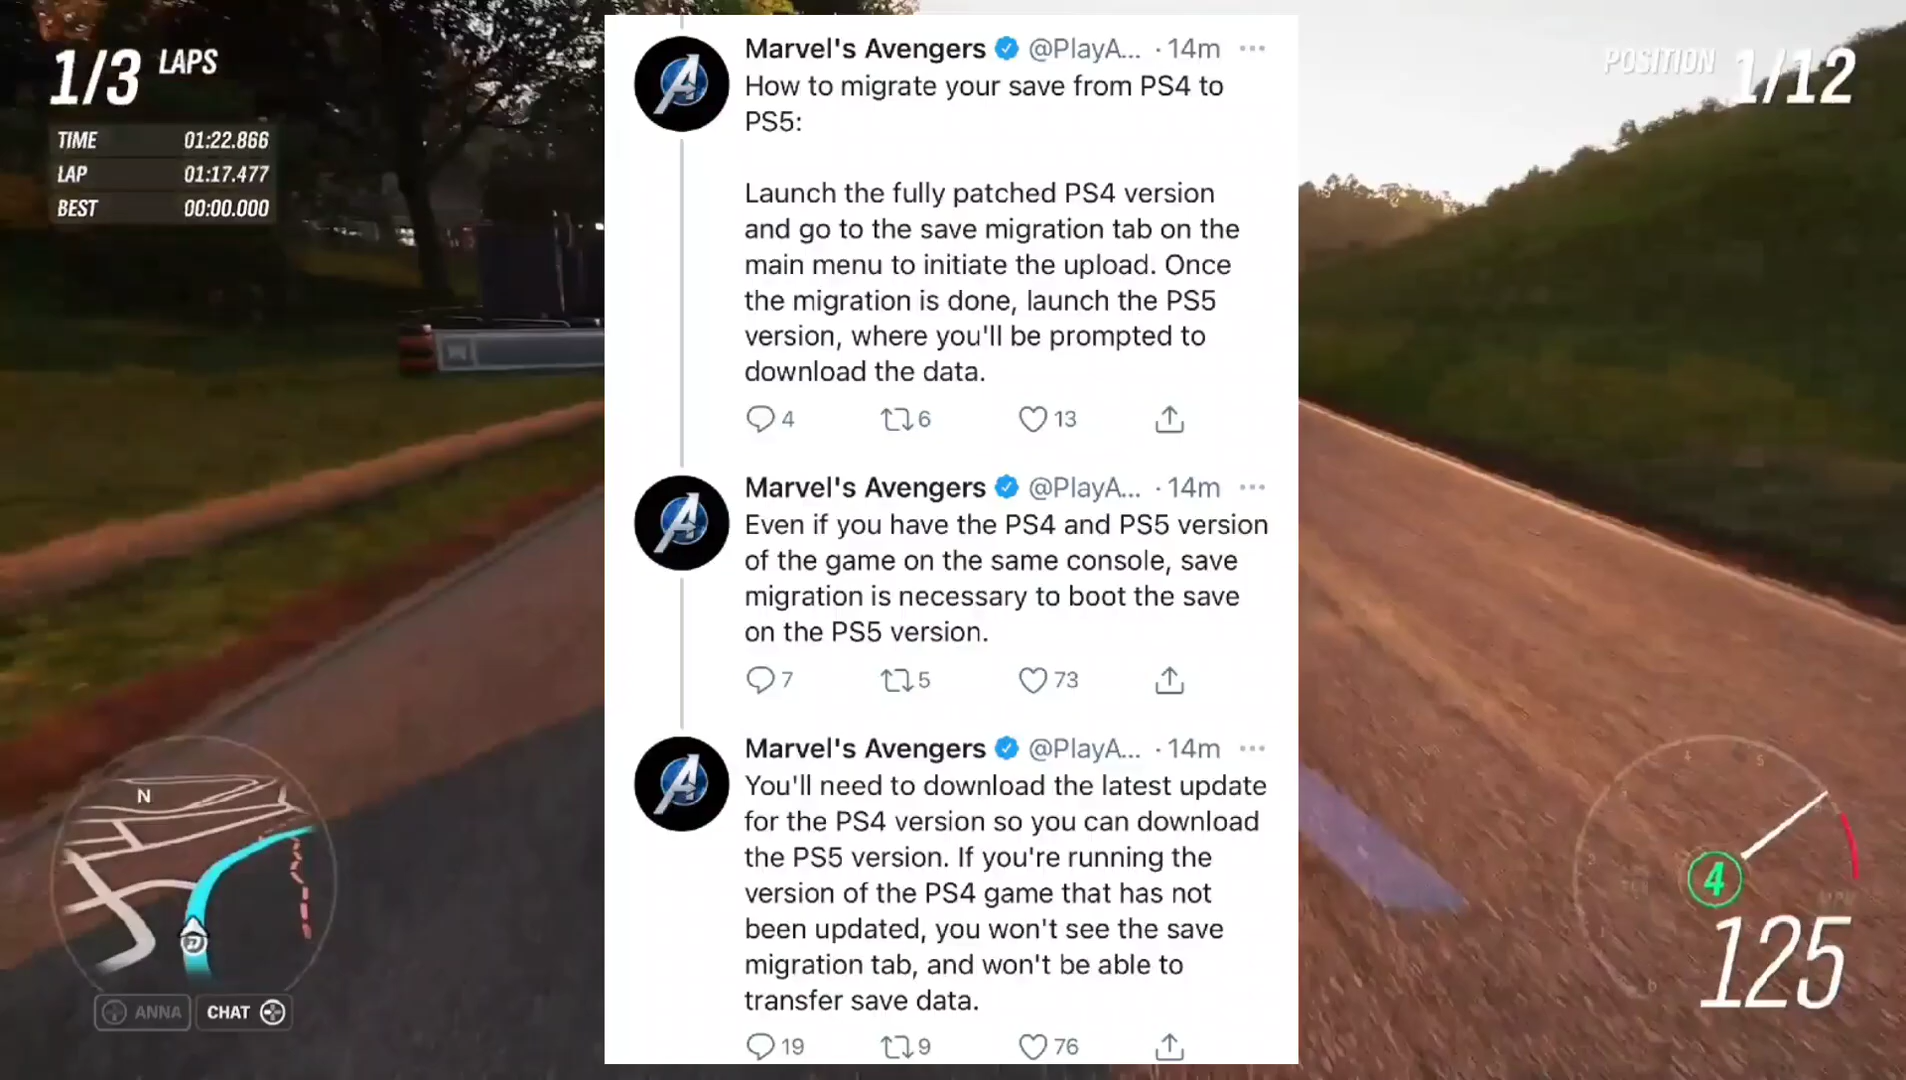 1/3 LAPS
TIME 01:22.866
LAP 01:17.477
BEST 00:00.000
POSITION 1/12
Marvel's Avengers @PlayA... · 14m
How to migrate your save from PS4 to
PS5:
Launch the fully patched PS4 version
and go to the save migration tab on the
main menu to initiate the upload. Once
the migration is done, launch the PS5
version, where you'll be prompted to
download the data.
4 6 13
Marvel's Avengers @PlayA... · 14m
Even if you have the PS4 and PS5 version
of the game on the same console, save
migration is necessary to boot the save
on the PS5 version.
7 5 73
Marvel's Avengers @PlayA... · 14m
You'll need to download the latest update
for the PS4 version so you can download
the PS5 version. If you're running the
version of the PS4 game that has not
been updated, you won't see the save
migration tab, and won't be able to
transfer save data.
19 9 76
N
ANNA CHAT
4
125